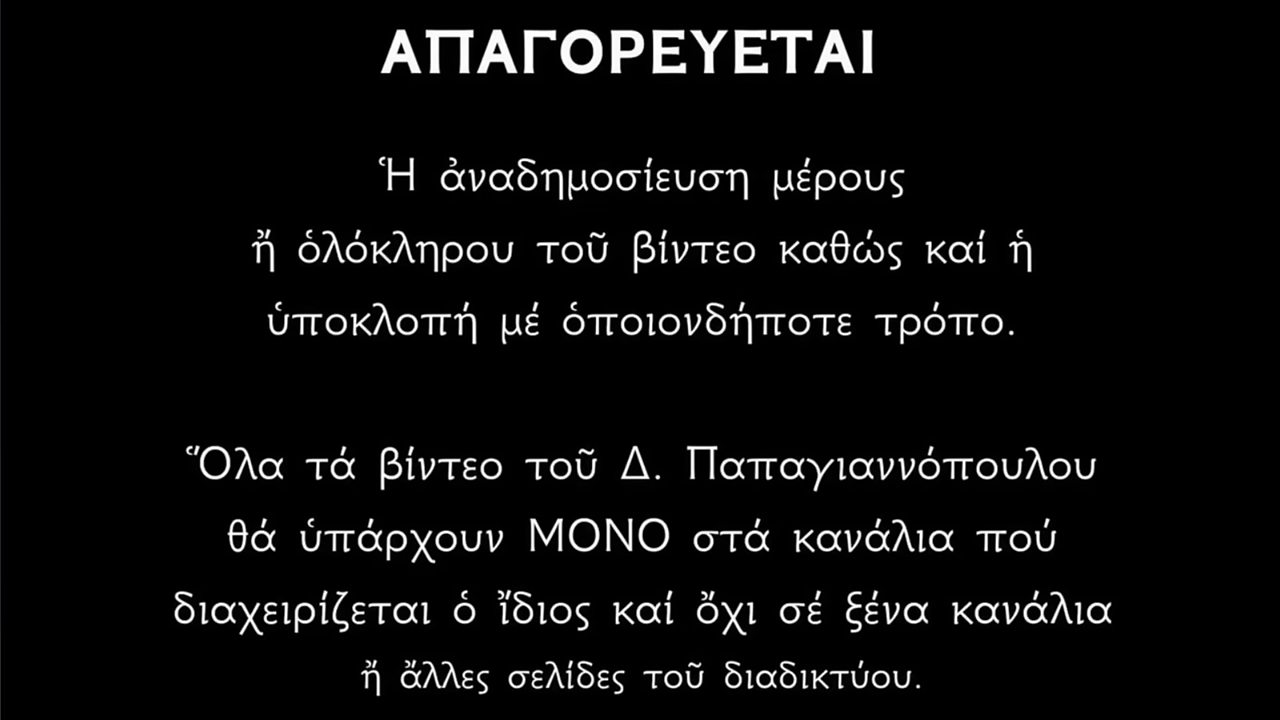 ΑΠΑΓΟΡΕΥΕΤΑΙ
Ἡ ἀναδημοσίευση μέρους
ἤ ὁλόκληρου τοῦ βίντεο καθώς καί ἡ
ὑποκλοπή μέ ὁποιονδήποτε τρόπο.
Ὅλα τά βίντεο τοῦ Δ. Παπαγιαννόπουλου
θά ὑπάρχουν ΜΟΝΟ στά κανάλια πού
διαχειρίζεται ὁ ἴδιος καί ὄχι σέ ξένα κανάλια
ἤ ἄλλες σελίδες τοῦ διαδικτύου.